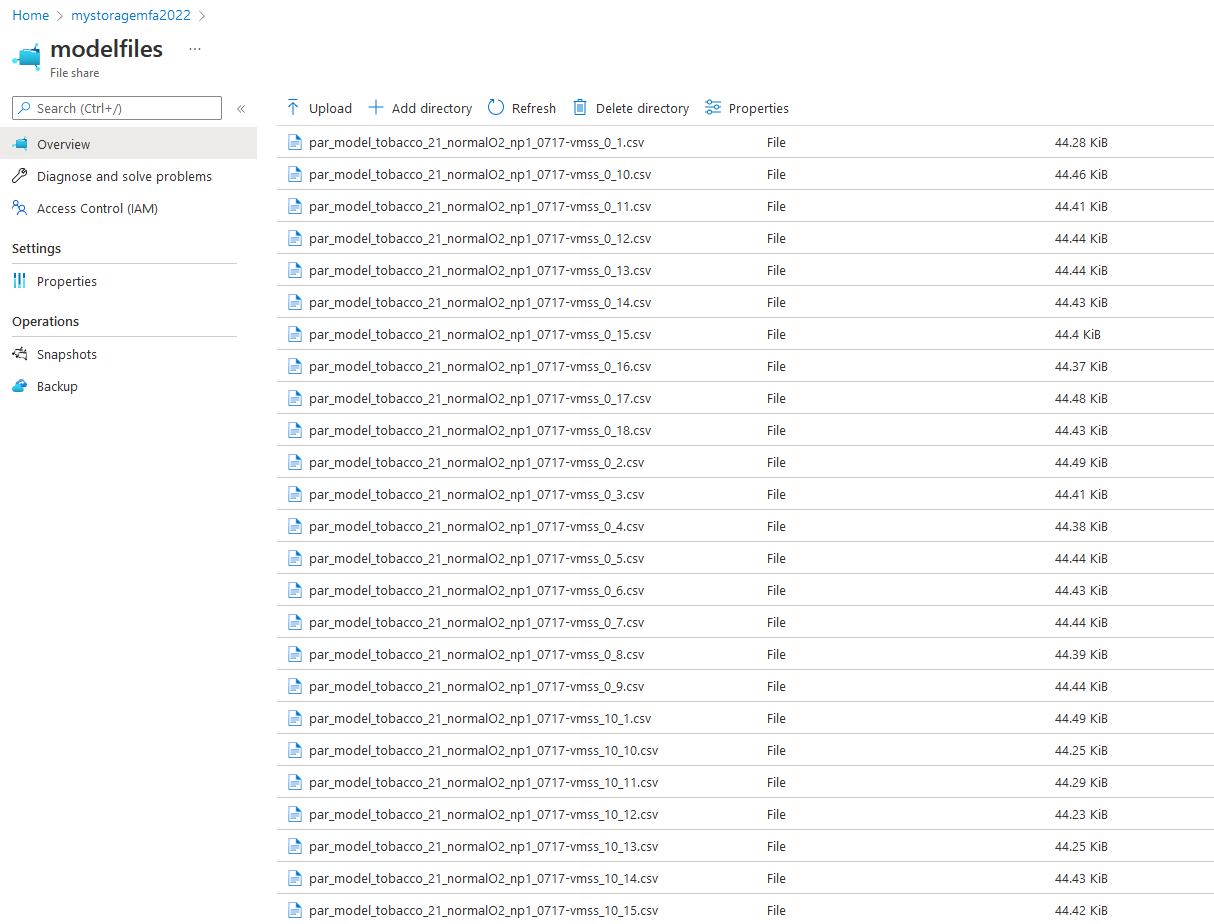 Home > mystoragemfa2022 >
modelfiles ...
File share
Search (Ctrl+/) «
Overview
Diagnose and solve problems
Access Control (IAM)
Settings
Properties
Operations
Snapshots
Backup
Upload Add directory Refresh Delete directory Properties
par_model_tobacco_21_normalO2_np1_0717-vmss_0_1.csv File 44.28 KiB
par_model_tobacco_21_normalO2_np1_0717-vmss_0_10.csv File 44.46 KiB
par_model_tobacco_21_normalO2_np1_0717-vmss_0_11.csv File 44.41 KiB
par_model_tobacco_21_normalO2_np1_0717-vmss_0_12.csv File 44.44 KiB
par_model_tobacco_21_normalO2_np1_0717-vmss_0_13.csv File 44.44 KiB
par_model_tobacco_21_normalO2_np1_0717-vmss_0_14.csv File 44.43 KiB
par_model_tobacco_21_normalO2_np1_0717-vmss_0_15.csv File 44.4 KiB
par_model_tobacco_21_normalO2_np1_0717-vmss_0_16.csv File 44.37 KiB
par_model_tobacco_21_normalO2_np1_0717-vmss_0_17.csv File 44.48 KiB
par_model_tobacco_21_normalO2_np1_0717-vmss_0_18.csv File 44.43 KiB
par_model_tobacco_21_normalO2_np1_0717-vmss_0_2.csv File 44.49 KiB
par_model_tobacco_21_normalO2_np1_0717-vmss_0_3.csv File 44.41 KiB
par_model_tobacco_21_normalO2_np1_0717-vmss_0_4.csv File 44.38 KiB
par_model_tobacco_21_normalO2_np1_0717-vmss_0_5.csv File 44.44 KiB
par_model_tobacco_21_normalO2_np1_0717-vmss_0_6.csv File 44.43 KiB
par_model_tobacco_21_normalO2_np1_0717-vmss_0_7.csv File 44.44 KiB
par_model_tobacco_21_normalO2_np1_0717-vmss_0_8.csv File 44.39 KiB
par_model_tobacco_21_normalO2_np1_0717-vmss_0_9.csv File 44.44 KiB
par_model_tobacco_21_normalO2_np1_0717-vmss_10_1.csv File 44.49 KiB
par_model_tobacco_21_normalO2_np1_0717-vmss_10_10.csv File 44.25 KiB
par_model_tobacco_21_normalO2_np1_0717-vmss_10_11.csv File 44.29 KiB
par_model_tobacco_21_normalO2_np1_0717-vmss_10_12.csv File 44.23 KiB
par_model_tobacco_21_normalO2_np1_0717-vmss_10_13.csv File 44.25 KiB
par_model_tobacco_21_normalO2_np1_0717-vmss_10_14.csv File 44.43 KiB
par_model_tobacco_21_normalO2_np1_0717-vmss_10_15.csv File 44.42 KiB